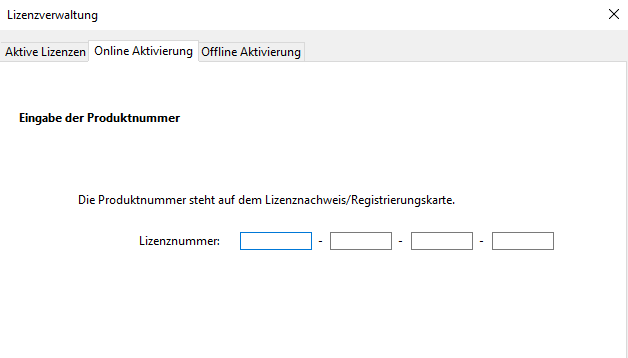 Lizenzverwaltung
Aktive Lizenzen Online Aktivierung Offline Aktivierung
Eingabe der Produktnummer
Die Produktnummer steht auf dem Lizenznachweis/Registrierungskarte.
Lizenznummer: - - -